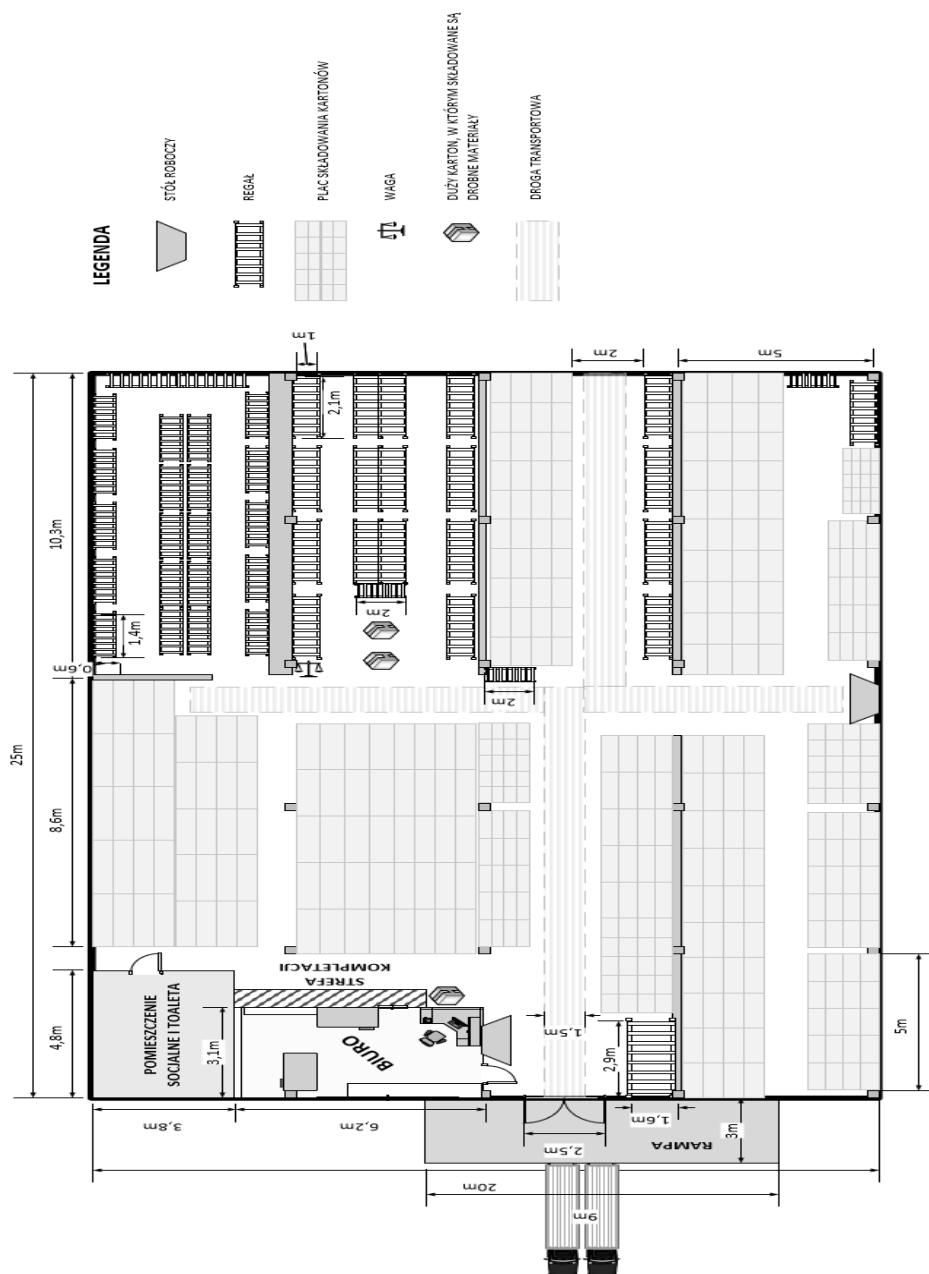 LEGENDA
STÓŁ ROBOCZY
REGAŁ
PLAC SKŁADOWANIA KARTONÓW
WAGA
DUŻY KARTON, W KTÓRYM SKŁADOWANE SĄ
DROBNE MATERIAŁY
DROGA TRANSPORTOWA
25m
4,8m
8,6m
10,3m
0,6m
1,4m
1m
2,1m
2m
2m
2m
5m
POMIESZCZENIE
SOCJALNE I TOALETA
STREFA
KOMPLETACJI
BIURO
3,1m
3,8m
6,2m
1,5m
2,9m
1,6m
2,5m
RAMPA
3m
20m
9m
5m